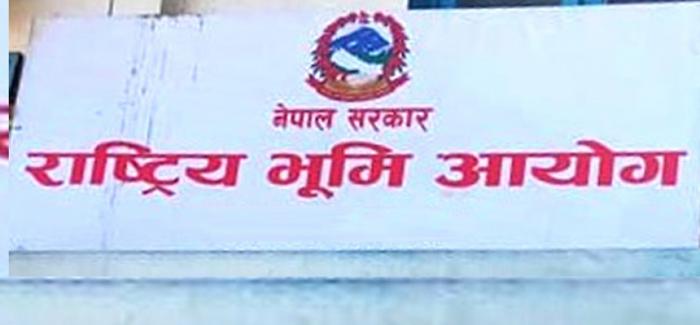 नेपाल सरकार
राष्ट्रिय भूमि आयोग